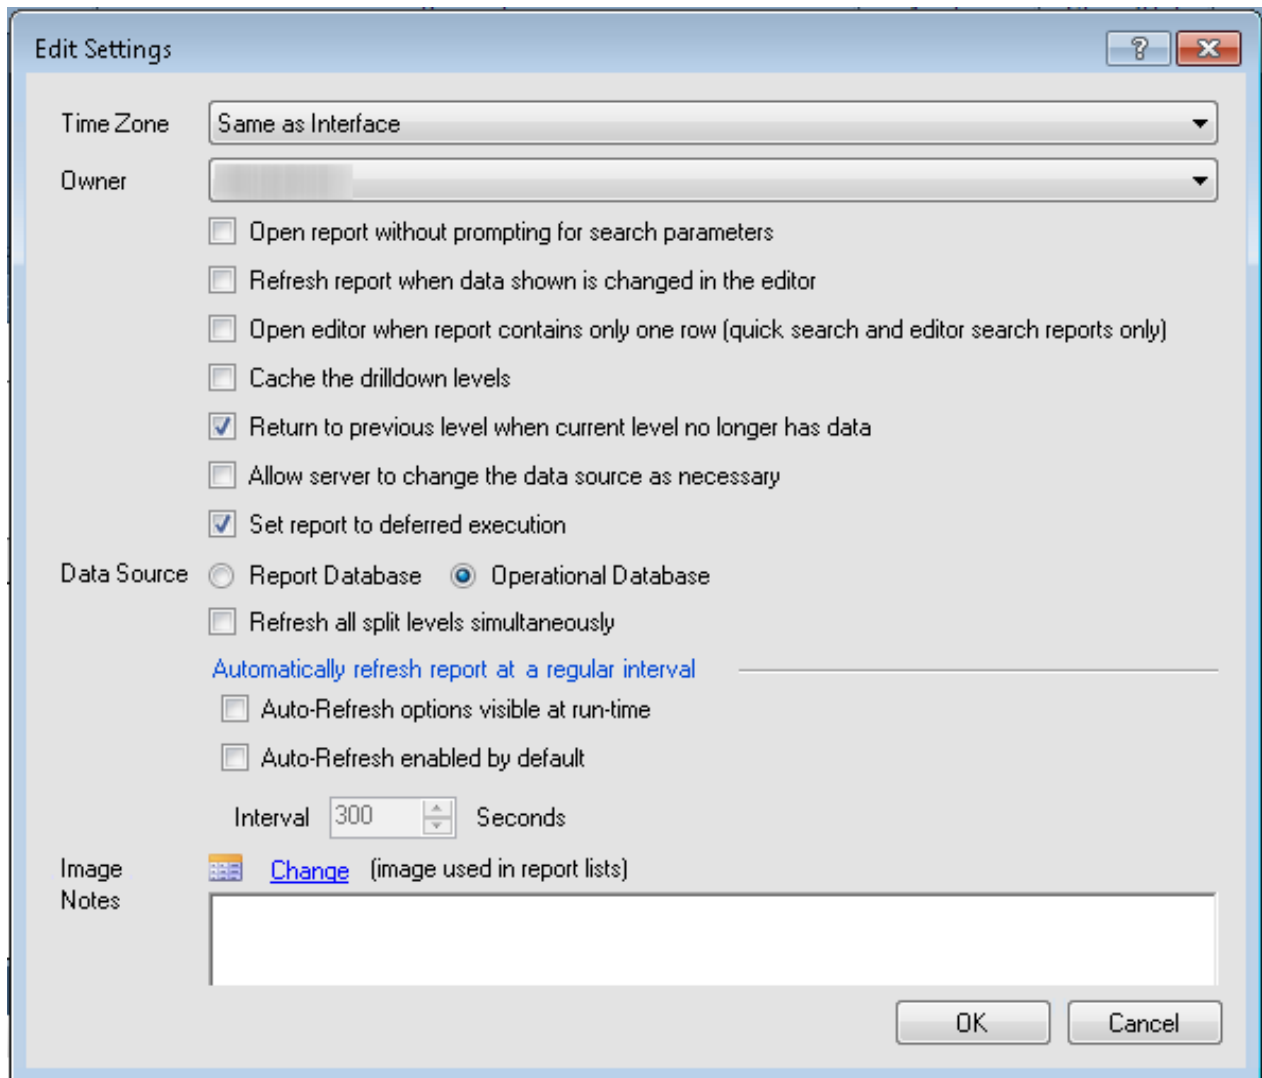 Edit Settings
Time Zone
Same as Interface
Owner
Open report without prompting for search parameters
Refresh report when data shown is changed in the editor
Open editor when report contains only one row (quick search and editor search reports only)
Cache the drilldown levels
Return to previous level when current level no longer has data
Allow server to change the data source as necessary
Set report to deferred execution
Data Source Report Database Operational Database
Refresh all split levels simultaneously
Automatically refresh report at a regular interval
Auto-Refresh options visible at run-time
Auto-Refresh enabled by default
Interval 300 Seconds
Image Change (image used in report lists)
Notes
OK Cancel